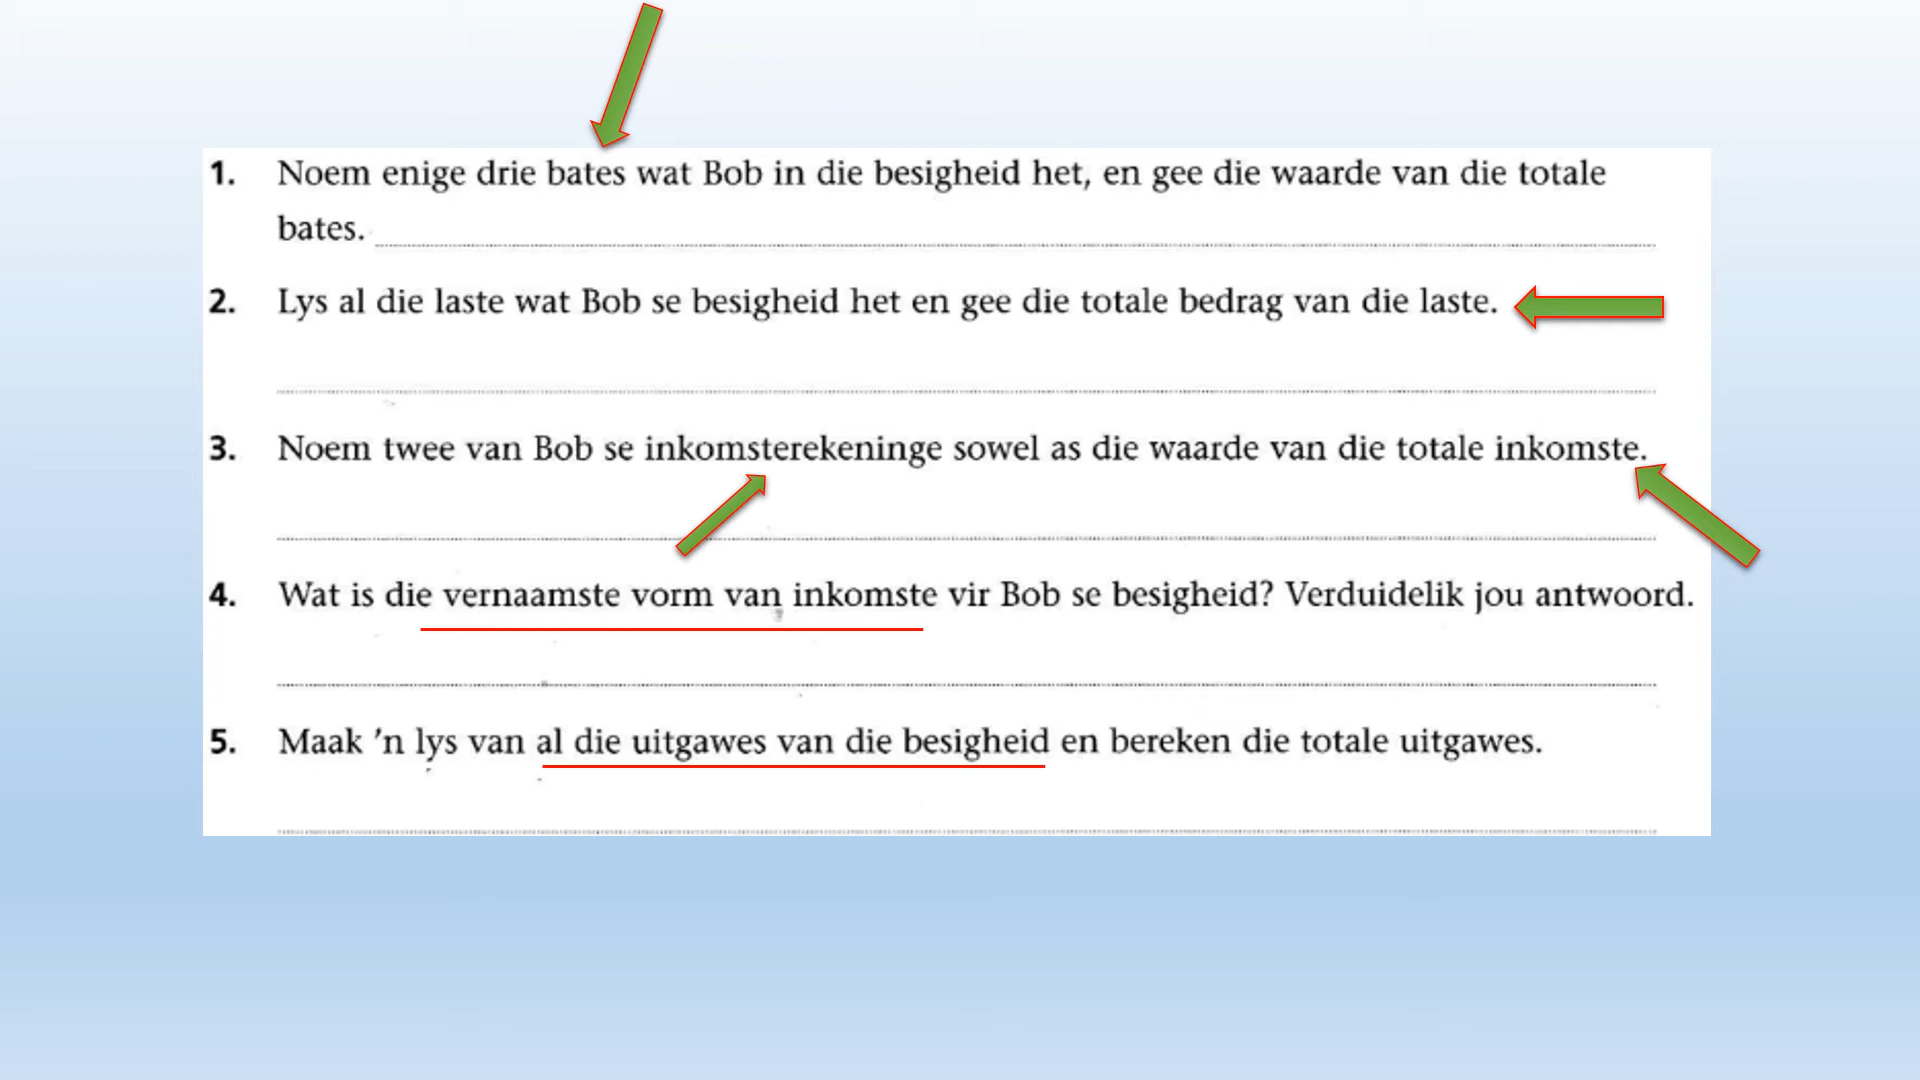 1. Noem enige drie bates wat Bob in die besigheid het, en gee die waarde van die totale
bates.
2. Lys al die laste wat Bob se besigheid het en gee die totale bedrag van die laste.
3. Noem twee van Bob se inkomsterekeninge sowel as die waarde van die totale inkomste.
4. Wat is die vernaamste vorm van inkomste vir Bob se besigheid? Verduidelik jou antwoord.
5. Maak 'n lys van al die uitgawes van die besigheid en bereken die totale uitgawes.